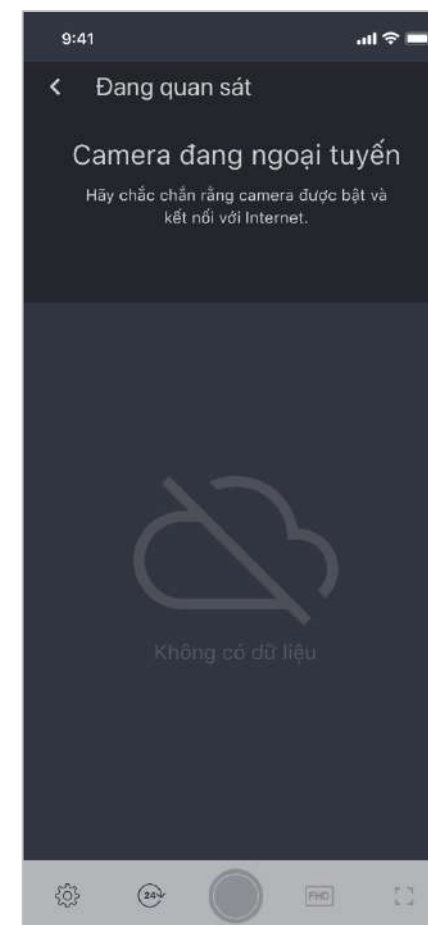 9:41
Đang quan sát
Camera đang ngoại tuyến
Hãy chắc chắn rằng camera được bật và
kết nối với Internet.
Không có dữ liệu
24
FHD